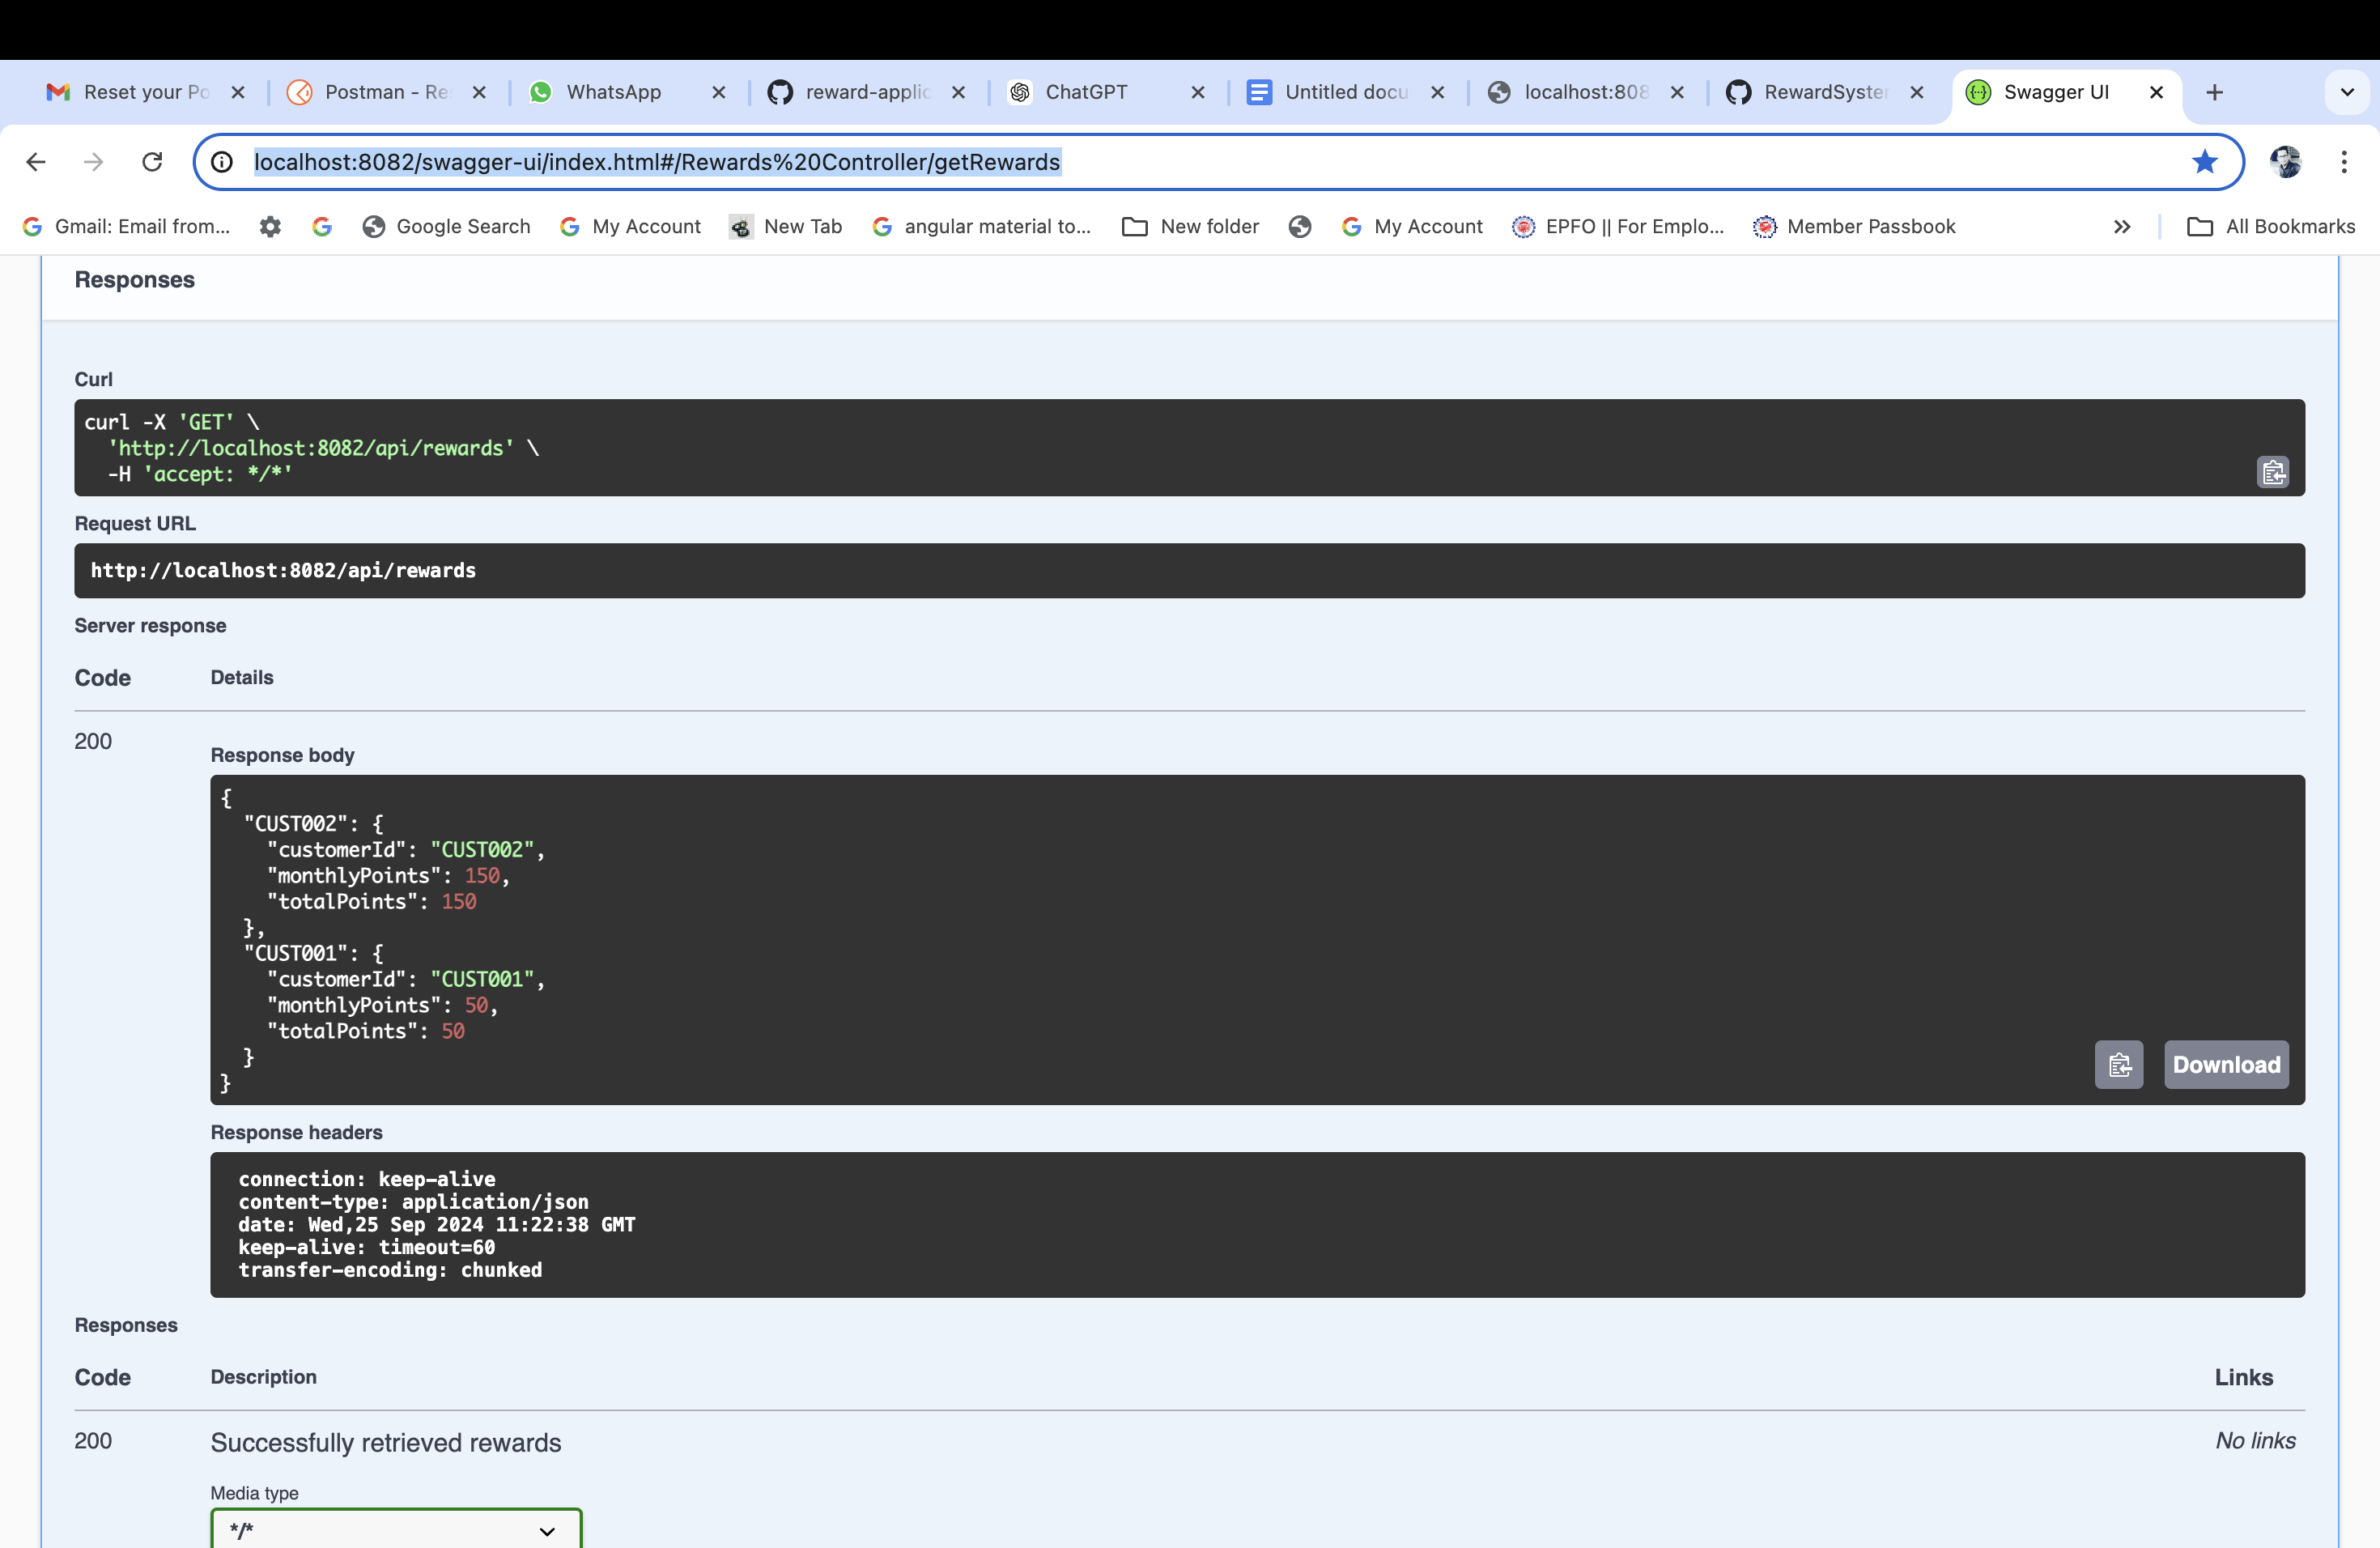 Reset your Po
Postman - Re
WhatsApp
reward-applic
ChatGPT
Untitled docu
localhost:808
RewardSyster
Swagger UI
localhost:8082/swagger-ui/index.html#/Rewards%20Controller/getRewards
Gmail: Email from...
Google Search
My Account
New Tab
angular material to...
New folder
My Account
EPFO || For Emplo...
Member Passbook
All Bookmarks
Responses
Curl
curl -X 'GET' \
'http://localhost:8082/api/rewards' \
-H 'accept: */*'
Request URL
http://localhost:8082/api/rewards
Server response
Code Details
200
Response body
{
"CUST002": {
"customerId": "CUST002",
"monthlyPoints": 150,
"totalPoints": 150
},
"CUST001": {
"customerId": "CUST001",
"monthlyPoints": 50,
"totalPoints": 50
}
}
Download
Response headers
connection: keep-alive
content-type: application/json
date: Wed,25 Sep 2024 11:22:38 GMT
keep-alive: timeout=60
transfer-encoding: chunked
Responses
Code Description Links
200 Successfully retrieved rewards No links
Media type
*/*